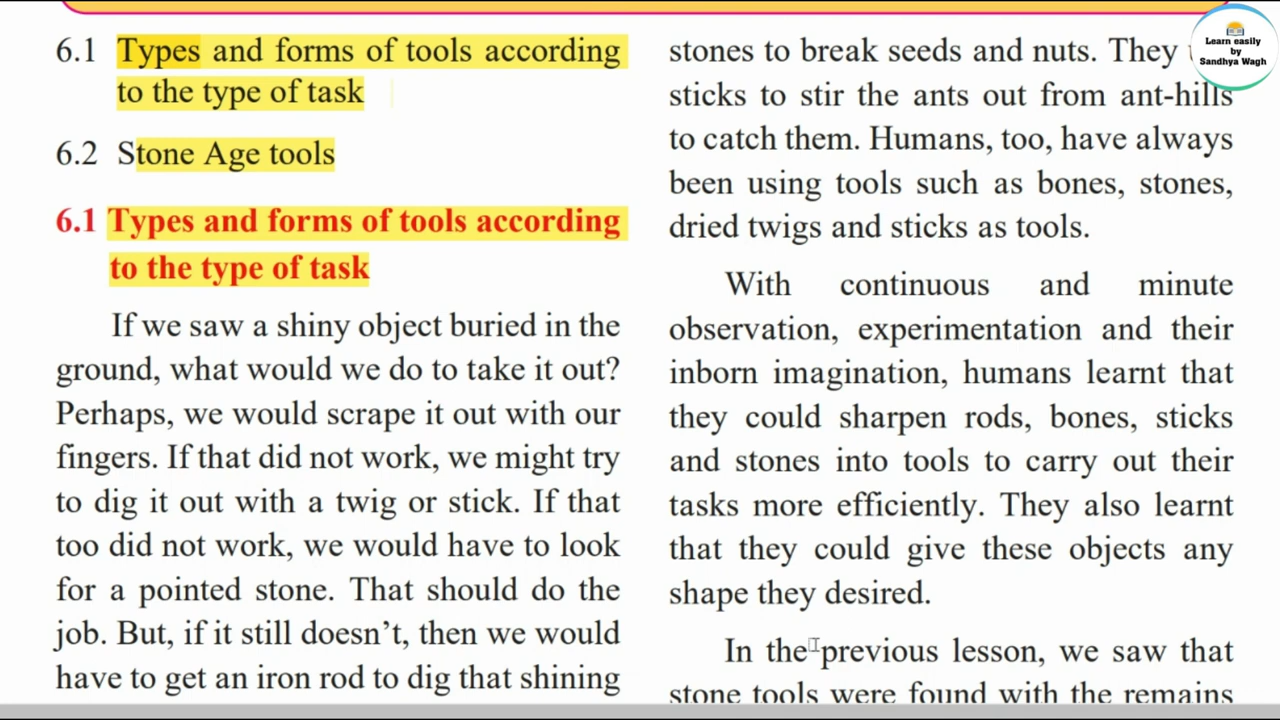 6.1 Types and forms of tools according
to the type of task
6.2 Stone Age tools
6.1 Types and forms of tools according
to the type of task
If we saw a shiny object buried in the
ground, what would we do to take it out?
Perhaps, we would scrape it out with our
fingers. If that did not work, we might try
to dig it out with a twig or stick. If that
too did not work, we would have to look
for a pointed stone. That should do the
job. But, if it still doesn’t, then we would
have to get an iron rod to dig that shining
stones to break seeds and nuts. They
sticks to stir the ants out from ant-hills
to catch them. Humans, too, have always
been using tools such as bones, stones,
dried twigs and sticks as tools.
With continuous and minute
observation, experimentation and their
inborn imagination, humans learnt that
they could sharpen rods, bones, sticks
and stones into tools to carry out their
tasks more efficiently. They also learnt
that they could give these objects any
shape they desired.
In the previous lesson, we saw that
stone tools were found with the remains
Learn easily
by
Sandhya Wagh